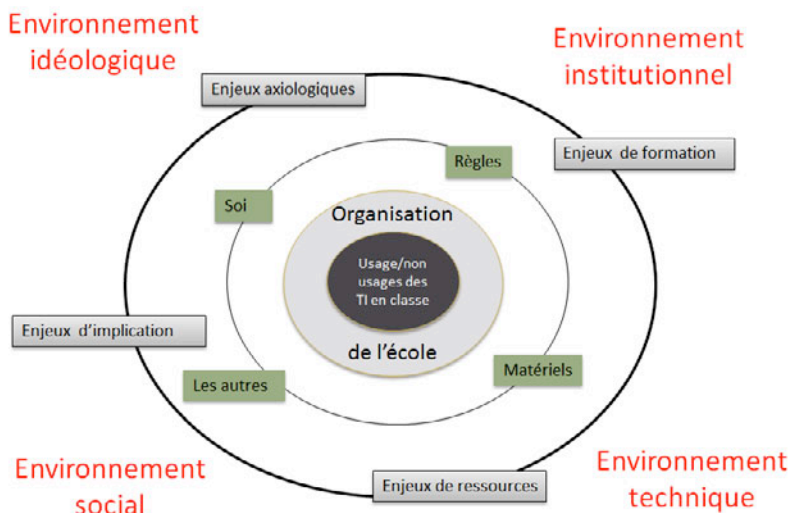 Environnement
idéologique
Environnement
institutionnel
Enjeux axiologiques
Enjeux de formation
Règles
Soi
Organisation
Usage/non
usages des
TI en classe
de l'école
Enjeux d'implication
Les autres
Matériels
Environnement
social
Enjeux de ressources
Environnement
technique